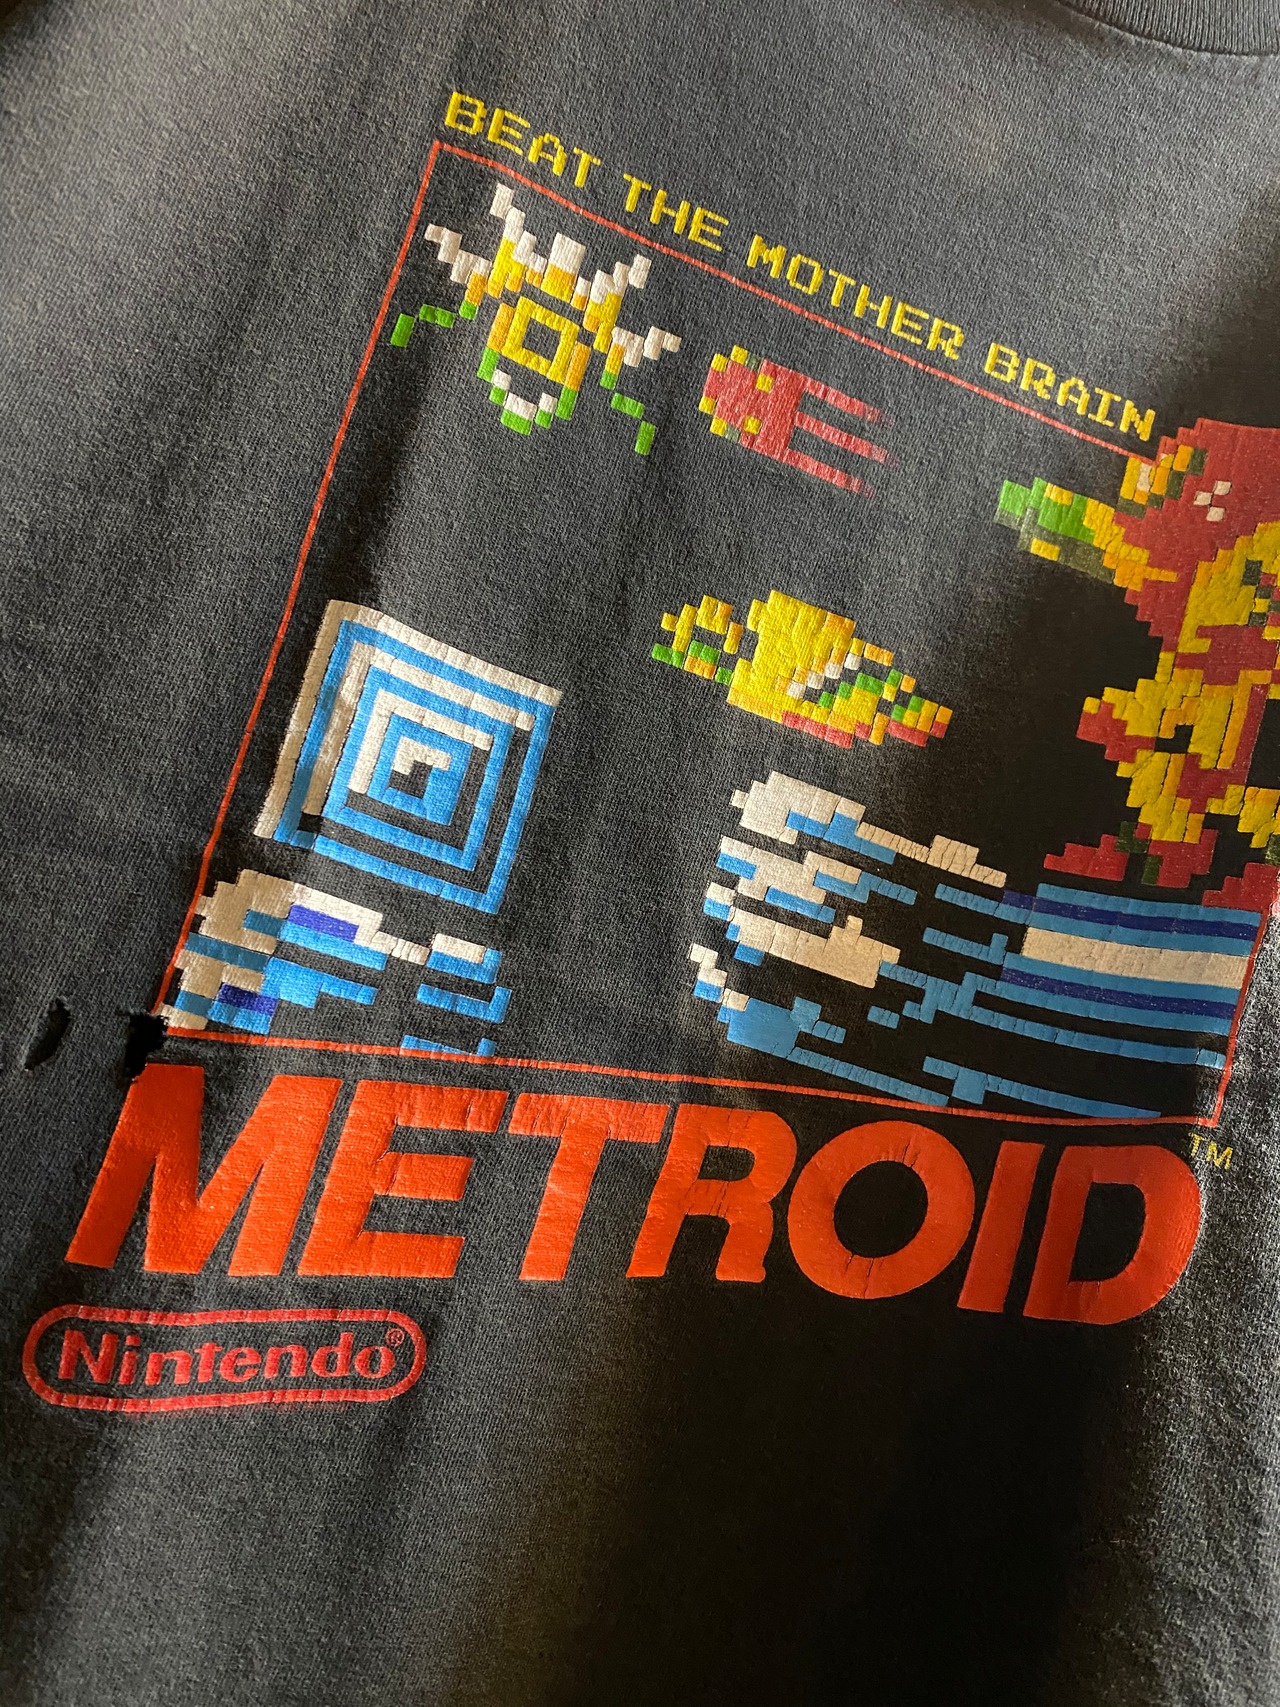 BEAT THE MOTHER BRAIN
METROID™
Nintendo®